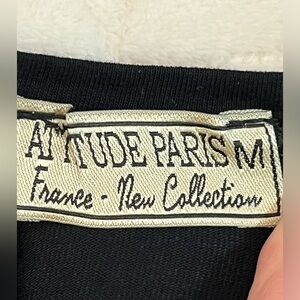 ATTITUDE PARIS M
France - New Collection